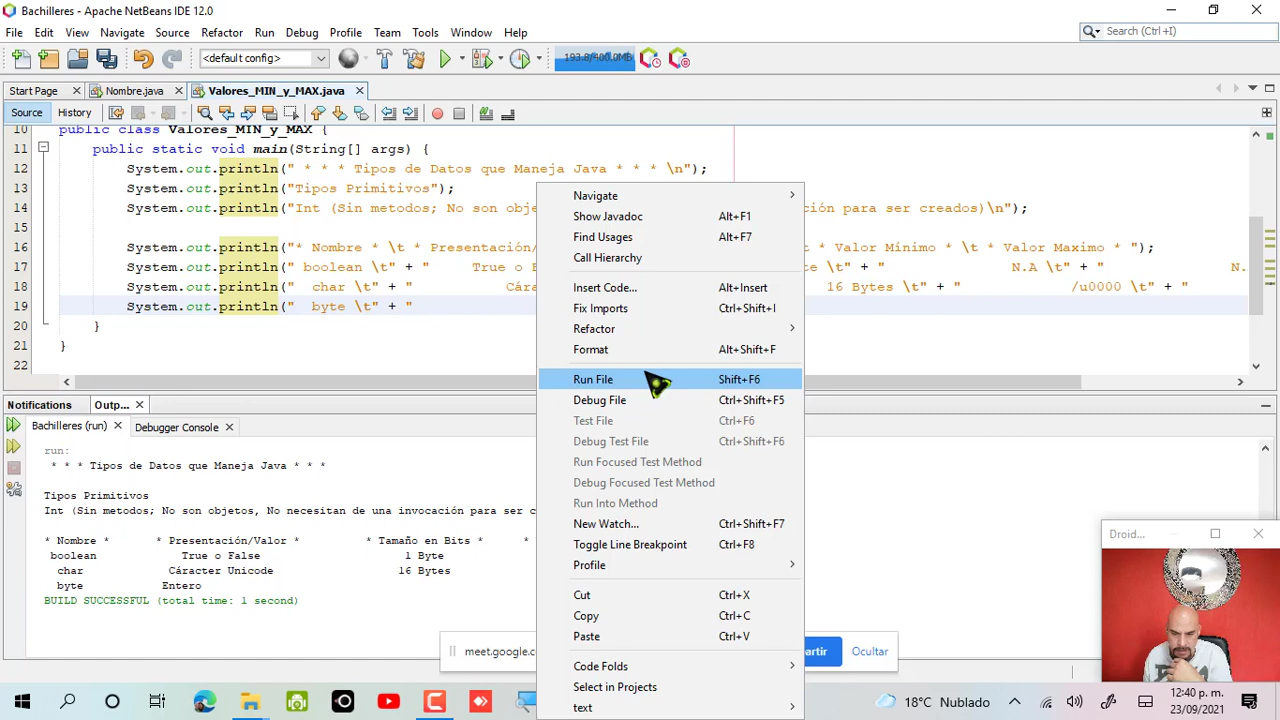 Bachilleres - Apache NetBeans IDE 12.0
File Edit View Navigate Source Refactor Run Debug Profile Team Tools Window Help
Search (Ctrl+I)
<default config>
193.8/400.0MB
Start Page Nombre.java Valores_MIN_y_MAX.java
Source History
10 public class Valores_MIN_y_MAX {
11 public static void main(String[] args) {
12 System.out.println(" * * * Tipos de Datos que Maneja Java * * * \n");
13 System.out.println("Tipos Primitivos");
14 System.out.println("Int (Sin metodos; No son obje ción para ser creados)\n");
15
16 System.out.println("* Nombre * \t * Presentación/ t * Valor Mínimo * \t * Valor Maximo * ");
17 System.out.println(" boolean \t" + " True o te \t" + " N.A \t" + " N.
18 System.out.println(" char \t" + " Cára 16 Bytes \t" + " /u0000 \t" + "
19 System.out.println(" byte \t" + "
20 }
21 }
22
Navigate
Show Javadoc Alt+F1
Find Usages Alt+F7
Call Hierarchy
Insert Code... Alt+Insert
Fix Imports Ctrl+Shift+I
Refactor
Format Alt+Shift+F
Run File Shift+F6
Debug File Ctrl+Shift+F5
Test File Ctrl+F6
Debug Test File Ctrl+Shift+F6
Run Focused Test Method
Debug Focused Test Method
Run Into Method
New Watch... Ctrl+Shift+F7
Toggle Line Breakpoint Ctrl+F8
Profile
Cut Ctrl+X
Copy Ctrl+C
Paste Ctrl+V
Code Folds
Select in Projects
text
Notifications Outp...
Bachilleres (run) Debugger Console
run:
* * * Tipos de Datos que Maneja Java * * *
Tipos Primitivos
Int (Sin metodos; No son objetos, No necesitan de una invocación para ser c
* Nombre * * Presentación/Valor * * Tamaño en Bits * *
boolean True o False 1 Byte
char Cáracter Unicode 16 Bytes
byte Entero
BUILD SUCCESSFUL (total time: 1 second)
meet.google.c
artir
Ocultar
Droid...
18°C Nublado
12:40 p. m.
23/09/2021